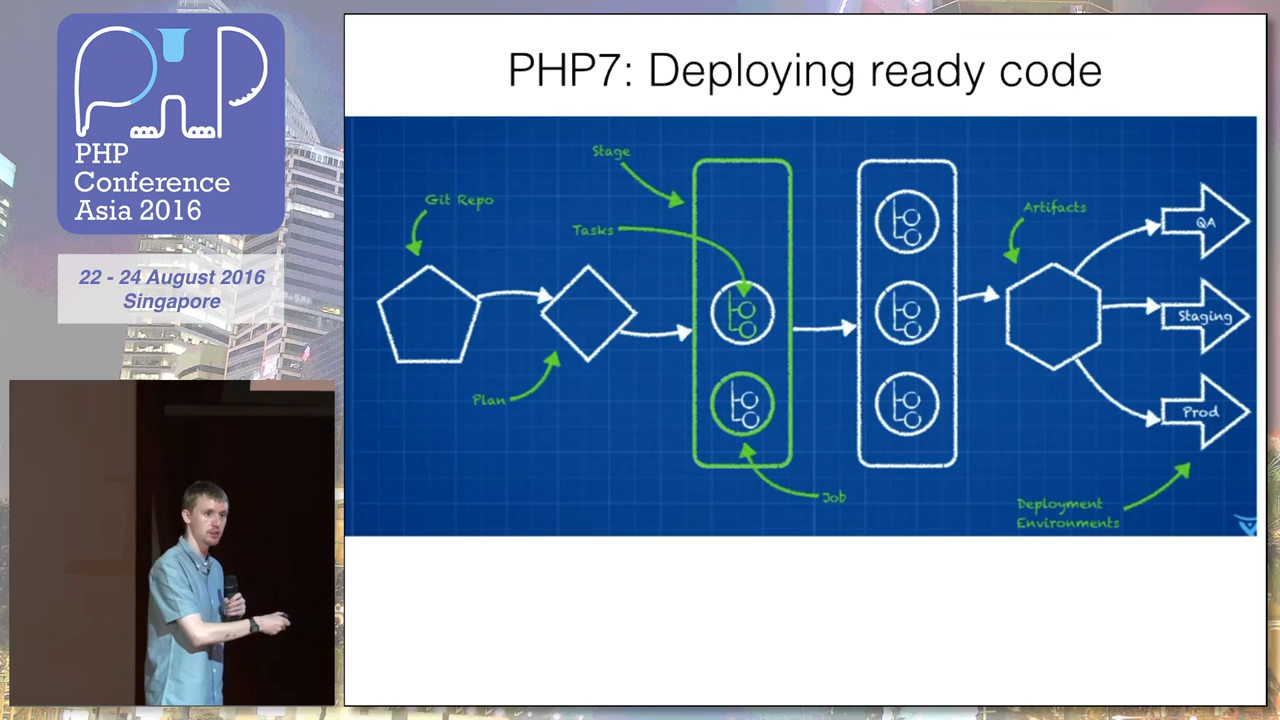 PHP
PHP
Conference
Asia 2016
22 - 24 August 2016
Singapore
PHP7: Deploying ready code
Stage
Git Repo
Tasks
Artifacts
QA
Staging
Plan
Prod
Job
Deployment
Environments